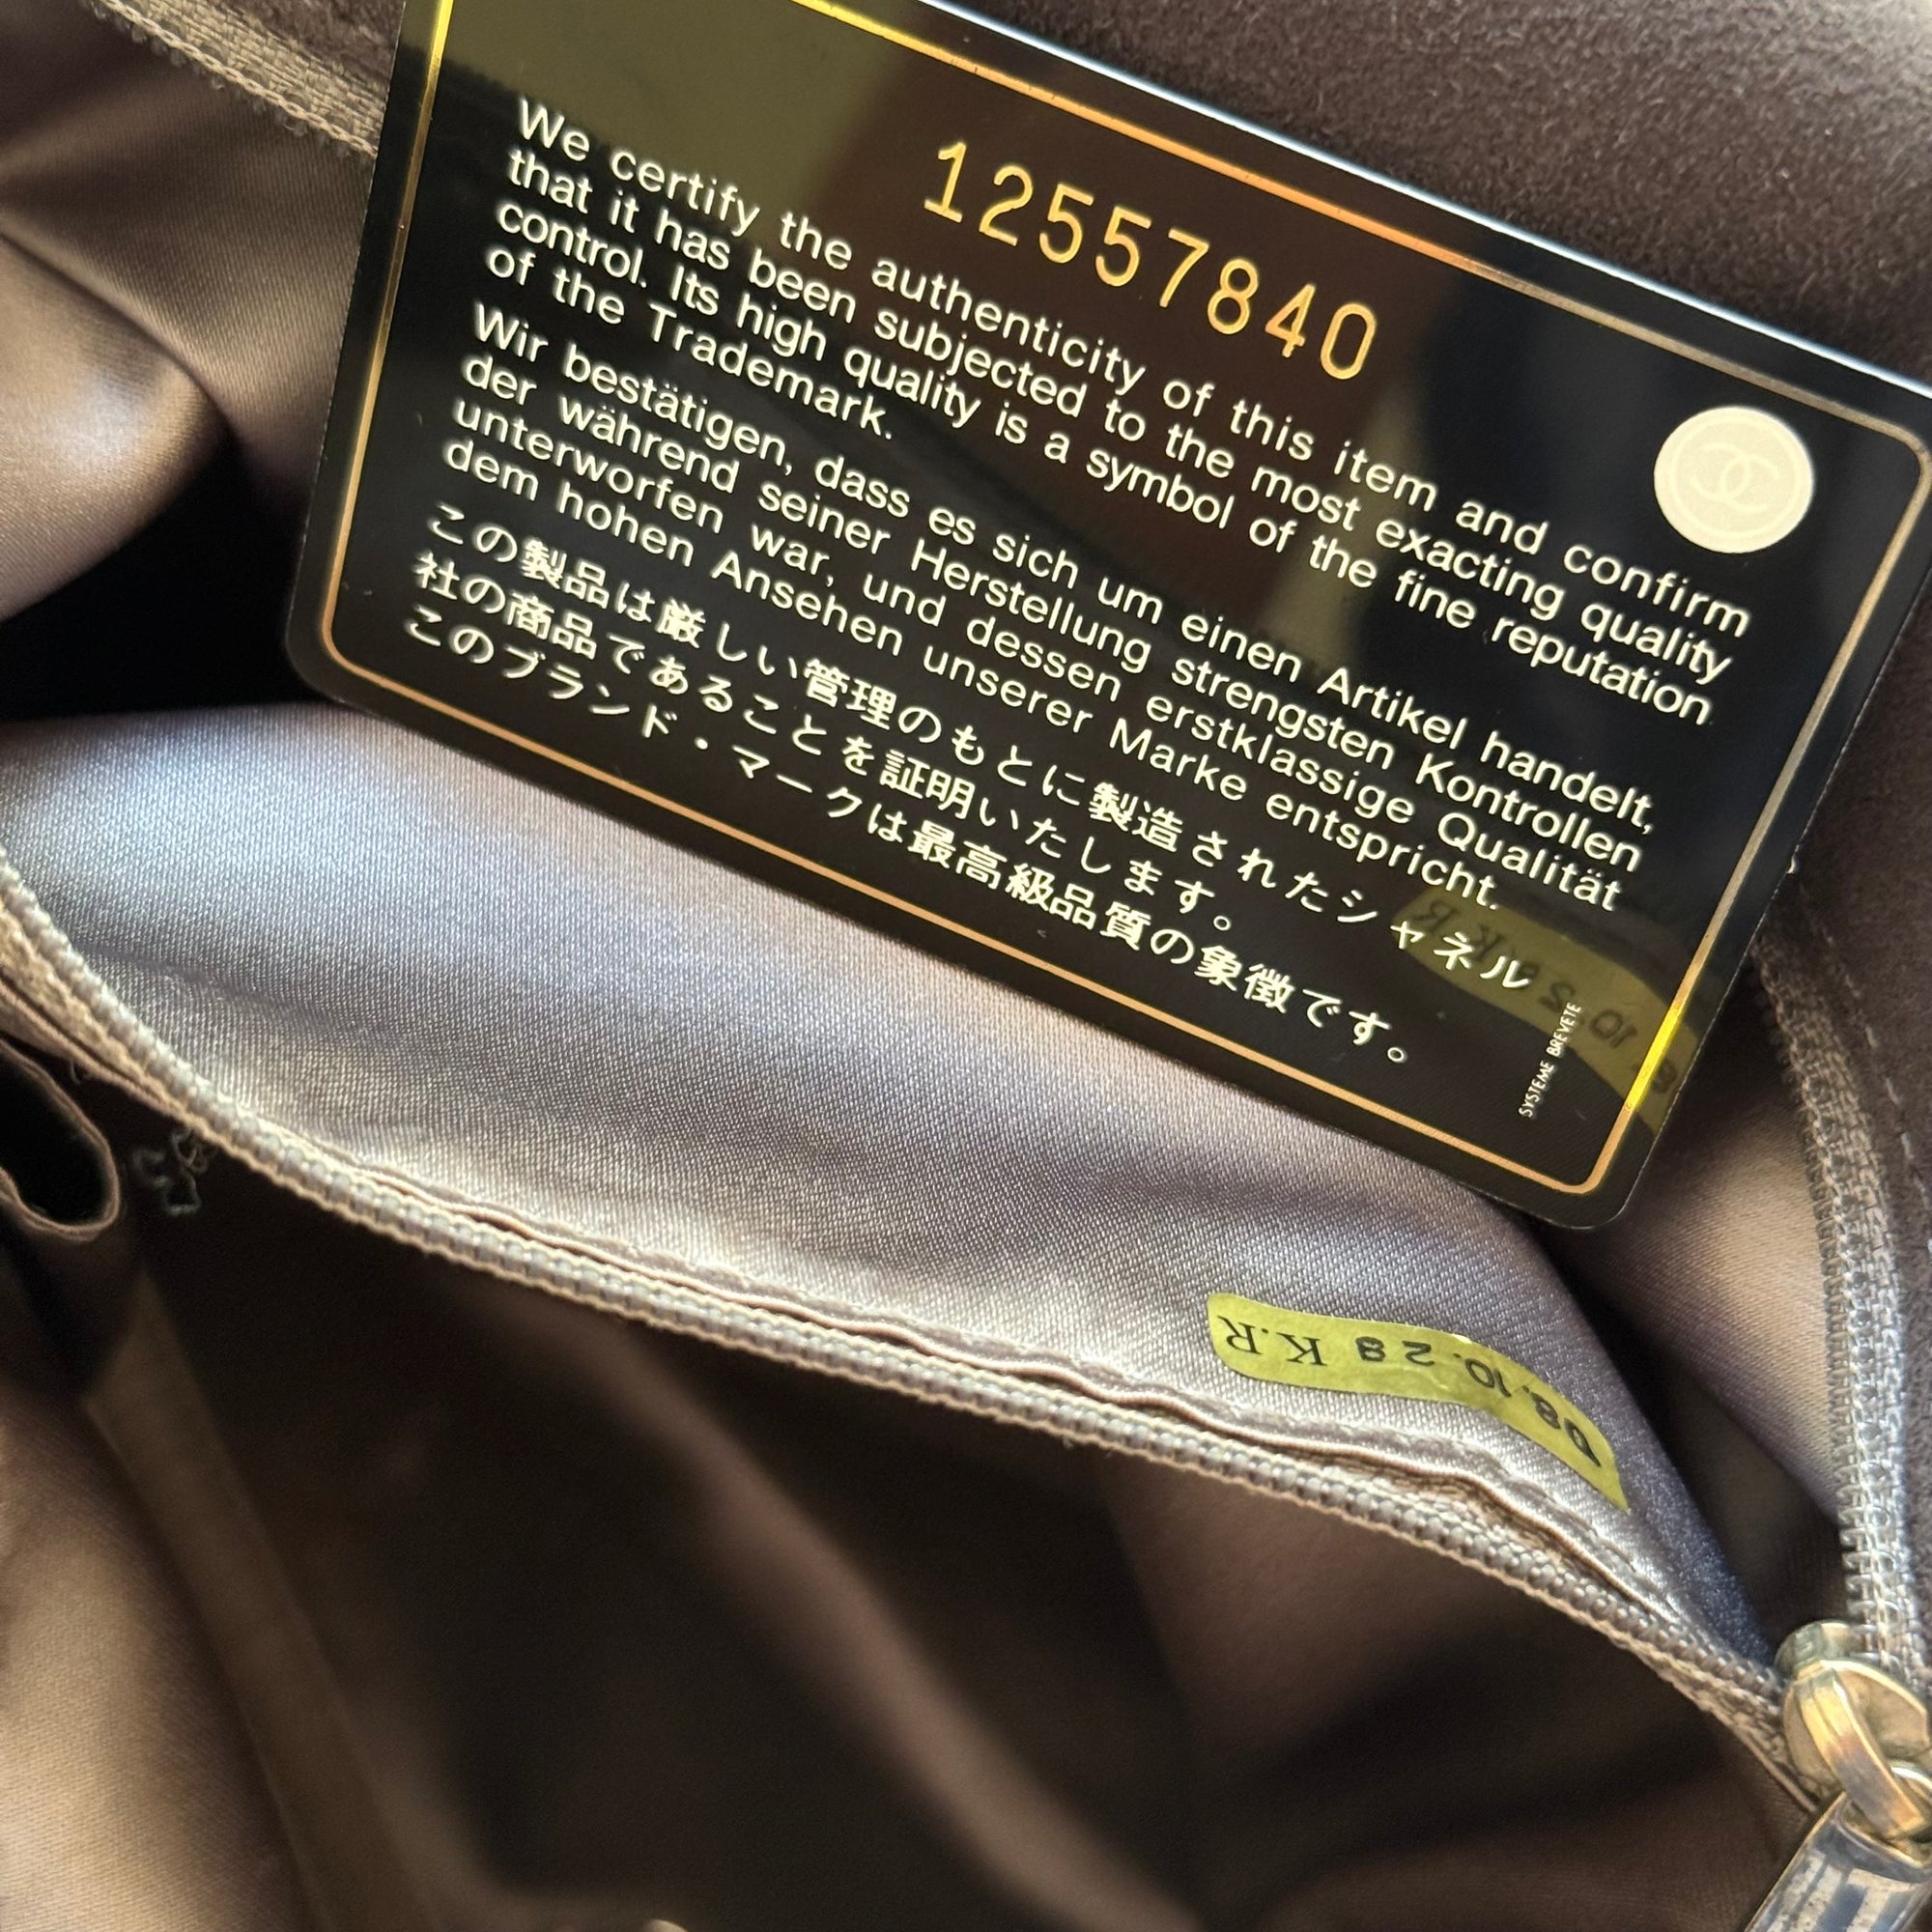 12557840
We certify the authenticity of this item and confirm
that it has been subjected to the most exacting quality
control. Its high quality is a symbol of the fine reputation
of the Trademark.
Wir bestätigen, dass es sich um einen Artikel handelt,
der während seiner Herstellung strengsten Kontrollen
unterworfen war, und dessen erstklassige Qualität
dem hohen Ansehen unserer Marke entspricht.
この製品は厳しい管理のもとに製造されたシャネル
社の商品であることを証明いたします。
このブランド・マークは最高級品質の象徴です。
SYSTEME BREVETE
08.10.28 K.R